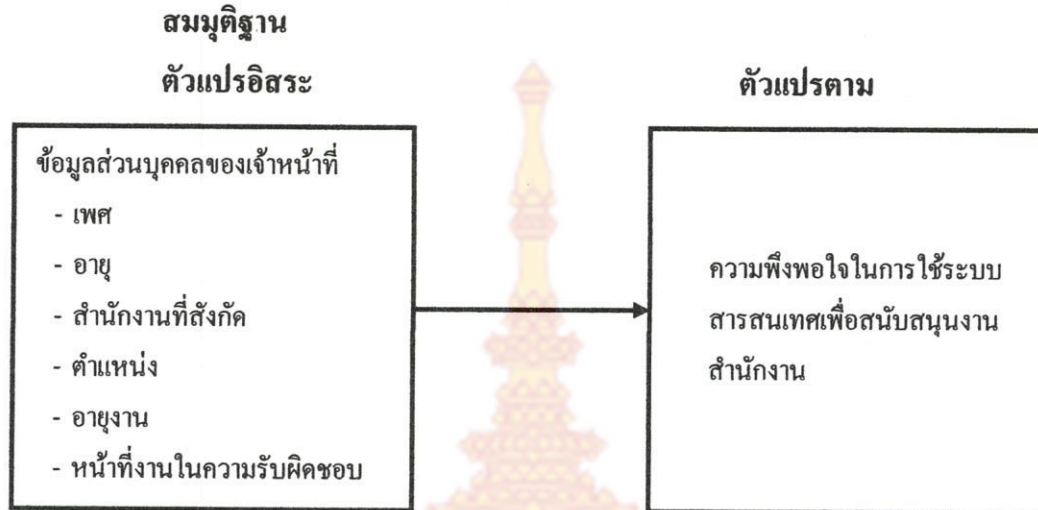 สมมุติฐาน
ตัวแปรอิสระ
ตัวแปรตาม
ข้อมูลส่วนบุคคลของเจ้าหน้าที่
- เพศ
- อายุ
- สำนักงานที่สังกัด
- ตำแหน่ง
- อายุงาน
- หน้าที่งานในความรับผิดชอบ
ความพึงพอใจในการใช้ระบบ
สารสนเทศเพื่อสนับสนุนงาน
สำนักงาน